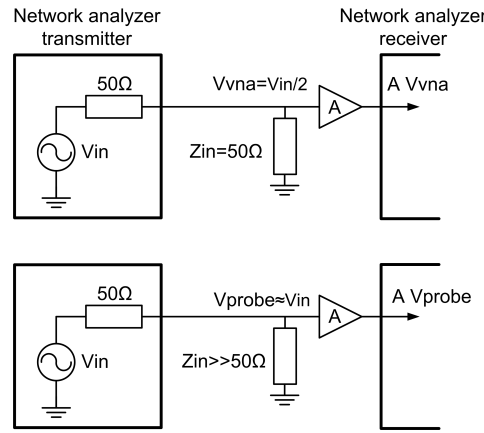 Network analyzer
transmitter
Network analyzer
receiver
50Ω
Vvna=Vin/2
A Vvna
A
Vin
Zin=50Ω
50Ω
Vprobe≈Vin
A Vprobe
A
Vin
Zin>>50Ω